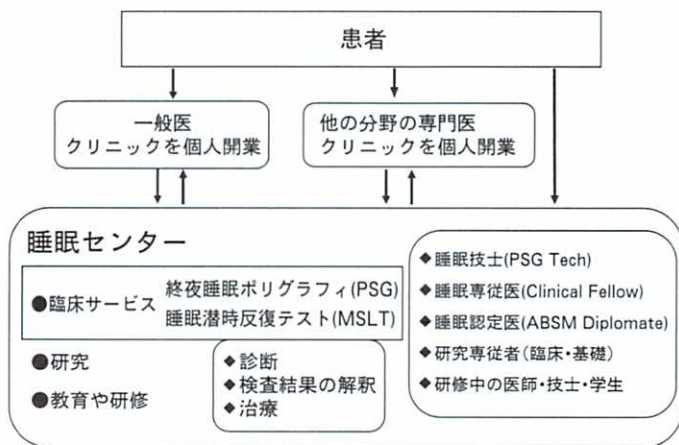 患者
一般医
クリニックを個人開業
他の分野の専門医
クリニックを個人開業
睡眠センター
●臨床サービス 終夜睡眠ポリグラフィ(PSG)
睡眠潜時反復テスト(MSLT)
●研究
●教育や研修
◆診断
◆検査結果の解釈
◆治療
◆睡眠技士(PSG Tech)
◆睡眠専従医(Clinical Fellow)
◆睡眠認定医(ABSM Diplomate)
◆研究専従者(臨床・基礎)
◆研修中の医師・技士・学生